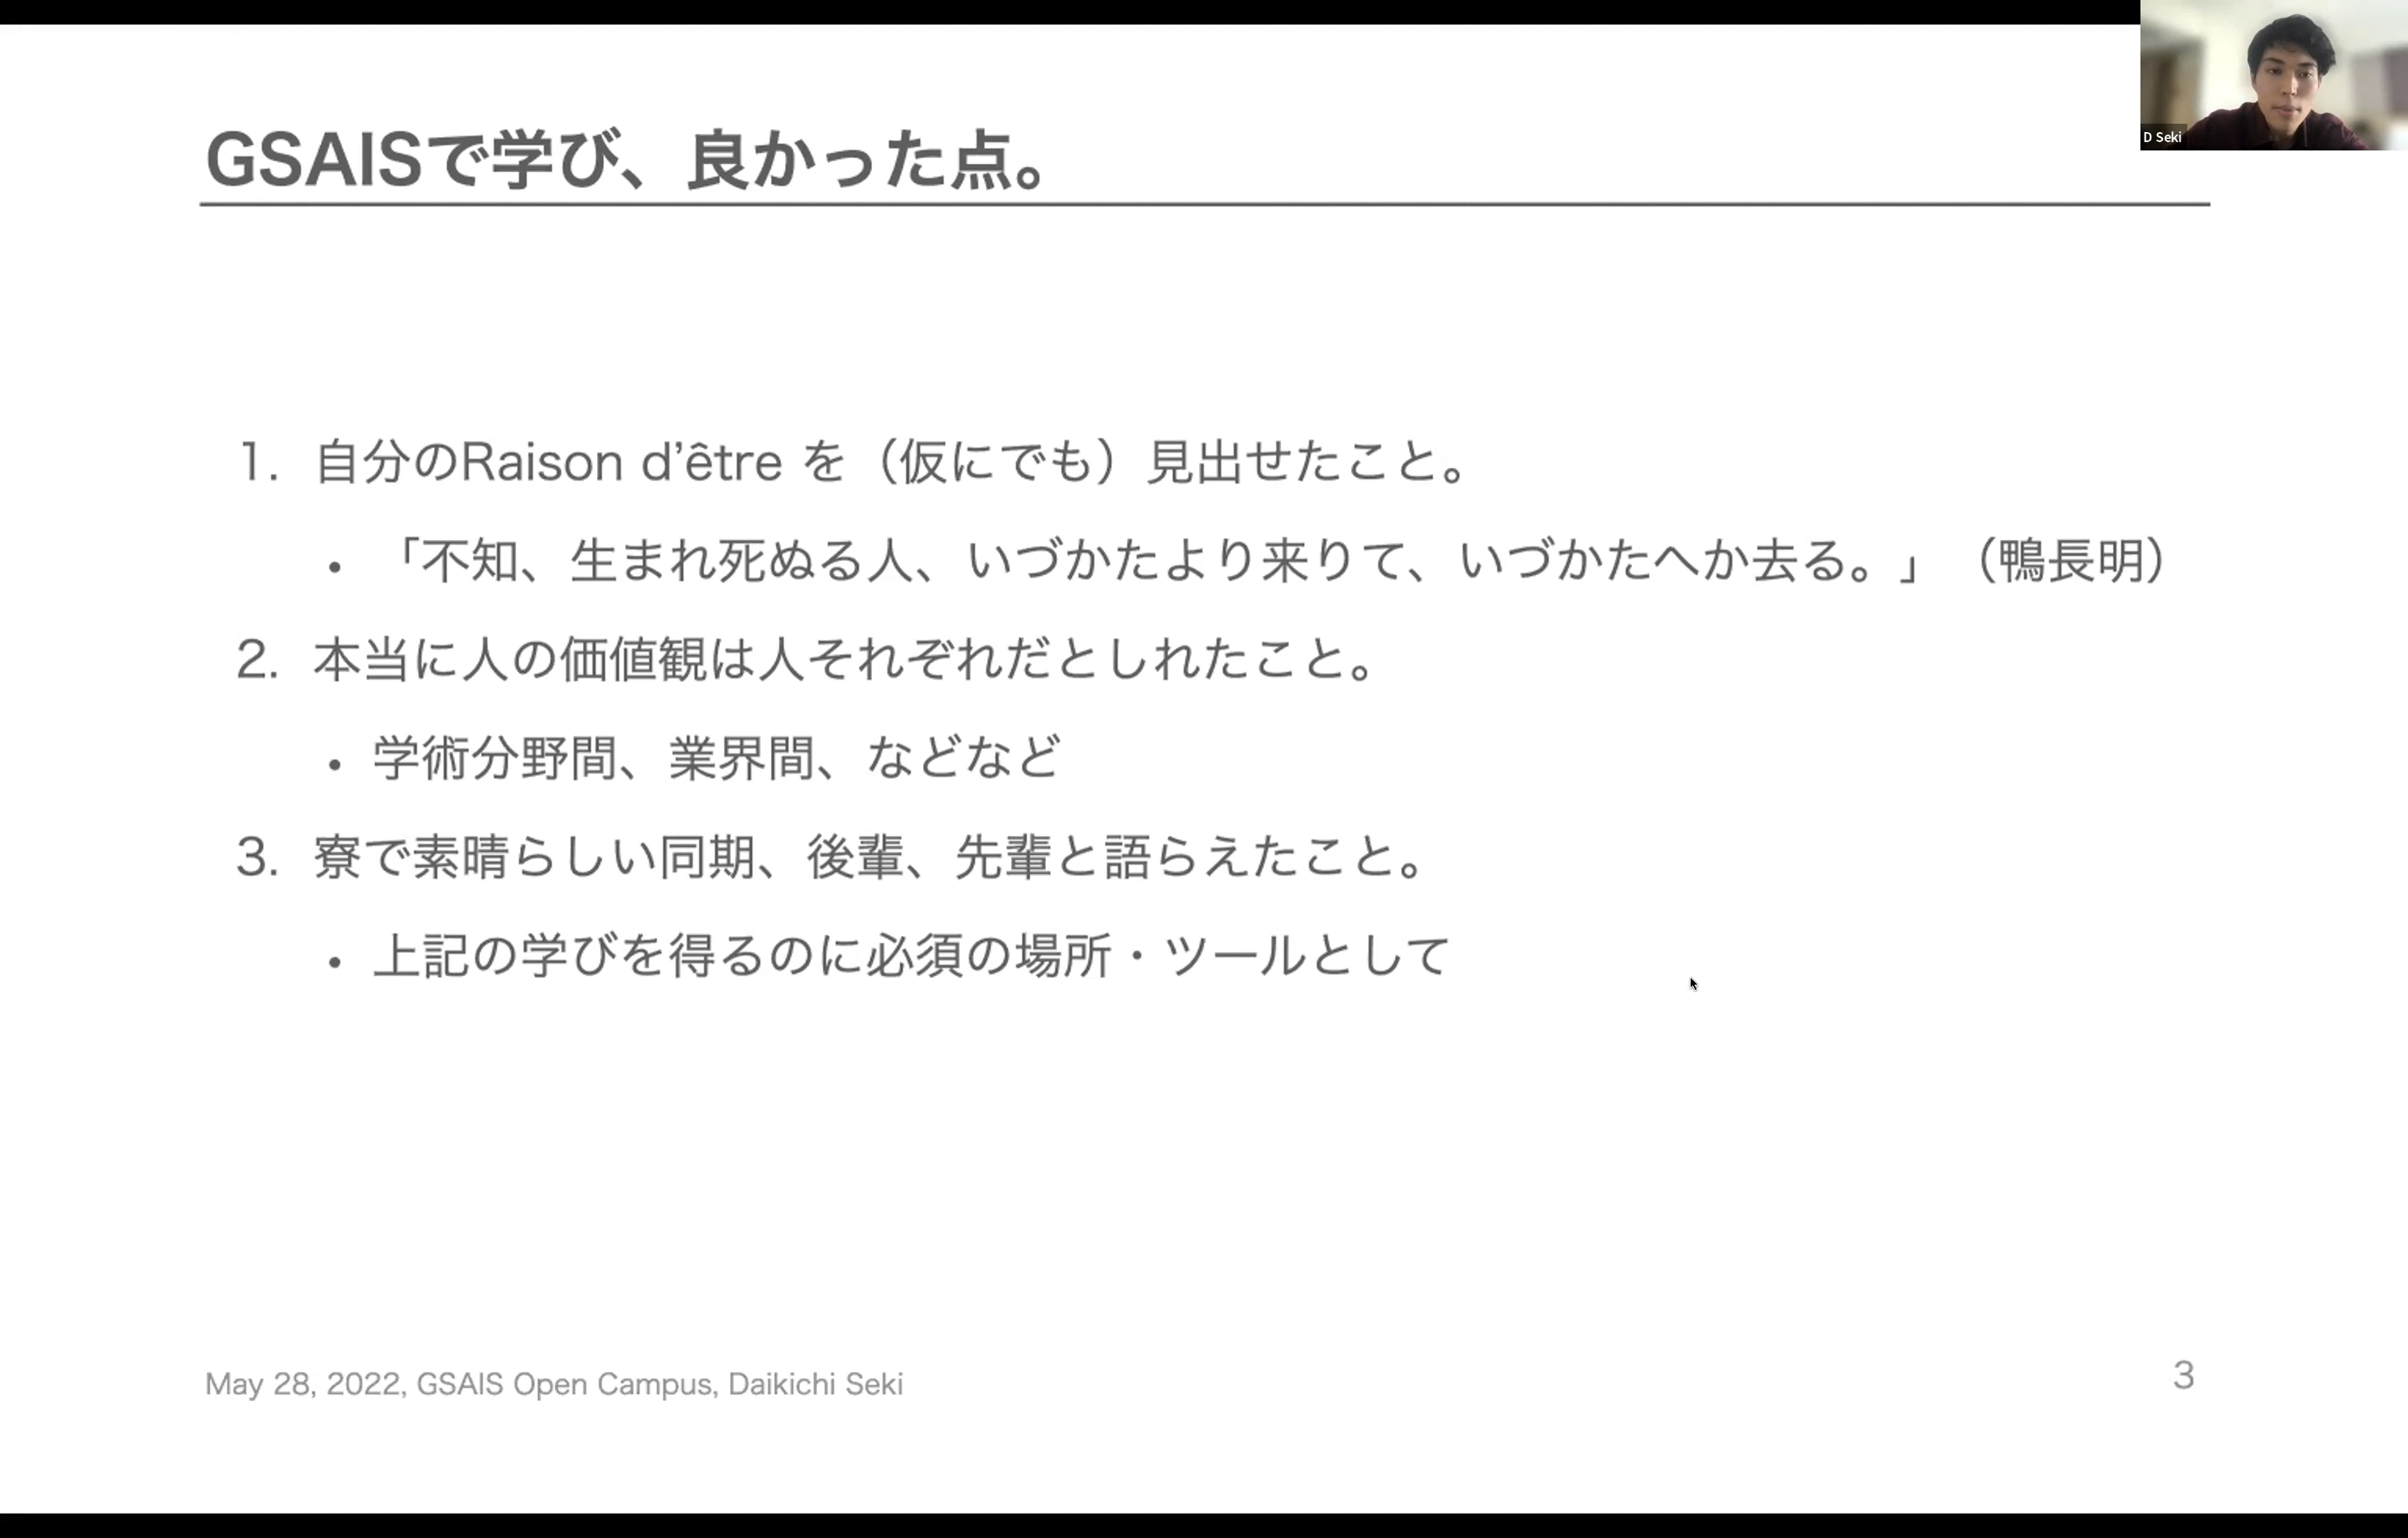 D Seki
GSAISで学び、良かった点。
1. 自分のRaison d’être を（仮にでも）見出せたこと。
• 「不知、生まれ死ぬる人、いづかたより来りて、いづかたへか去る。」（鴨長明）
2. 本当に人の価値観は人それぞれだとしれたこと。
• 学術分野間、業界間、などなど
3. 寮で素晴らしい同期、後輩、先輩と語らえたこと。
• 上記の学びを得るのに必須の場所・ツールとして
May 28, 2022, GSAIS Open Campus, Daikichi Seki
3